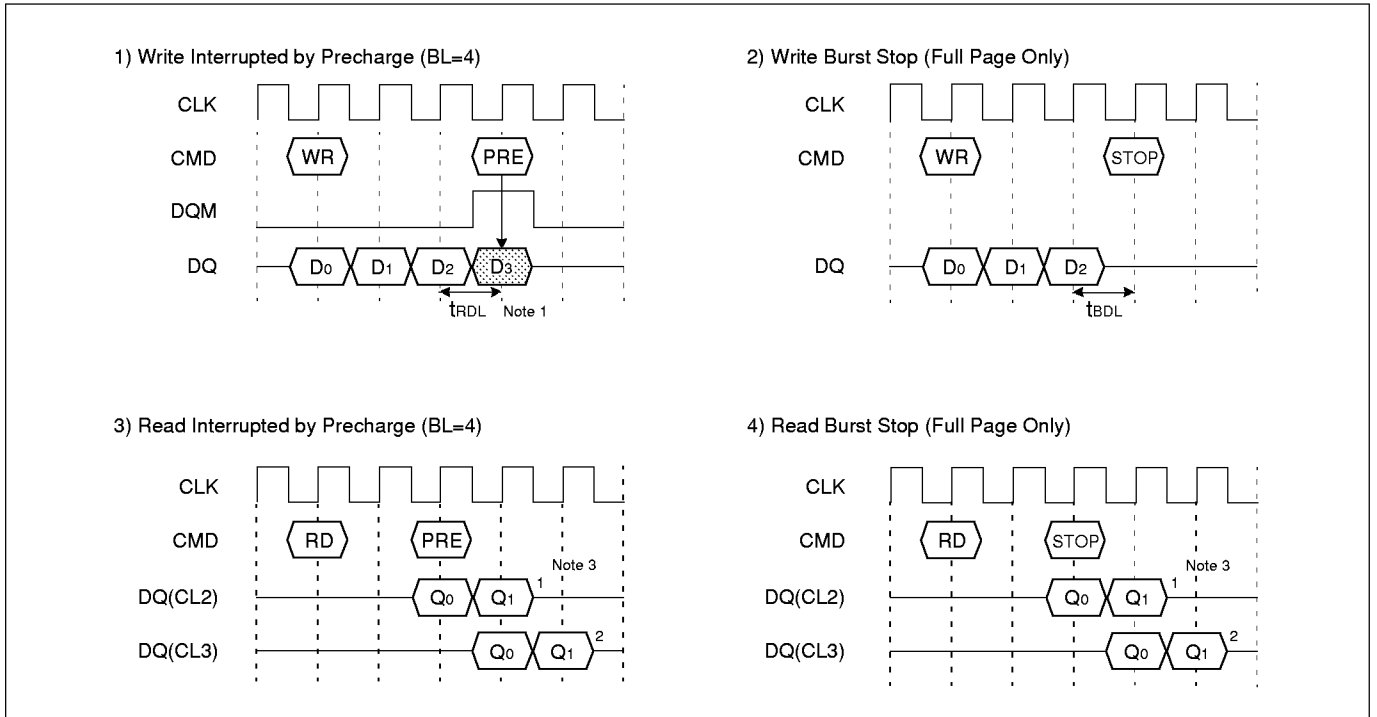 1) Write Interrupted by Precharge (BL=4)
CLK
CMD WR PRE
DQM
DQ D0 D1 D2 D3
tRDL Note 1
2) Write Burst Stop (Full Page Only)
CLK
CMD WR STOP
DQ D0 D1 D2
tBDL
3) Read Interrupted by Precharge (BL=4)
CLK
CMD RD PRE
Note 3
DQ(CL2) Q0 Q1 1
DQ(CL3) Q0 Q1 2
4) Read Burst Stop (Full Page Only)
CLK
CMD RD STOP
Note 3
DQ(CL2) Q0 Q1 1
DQ(CL3) Q0 Q1 2